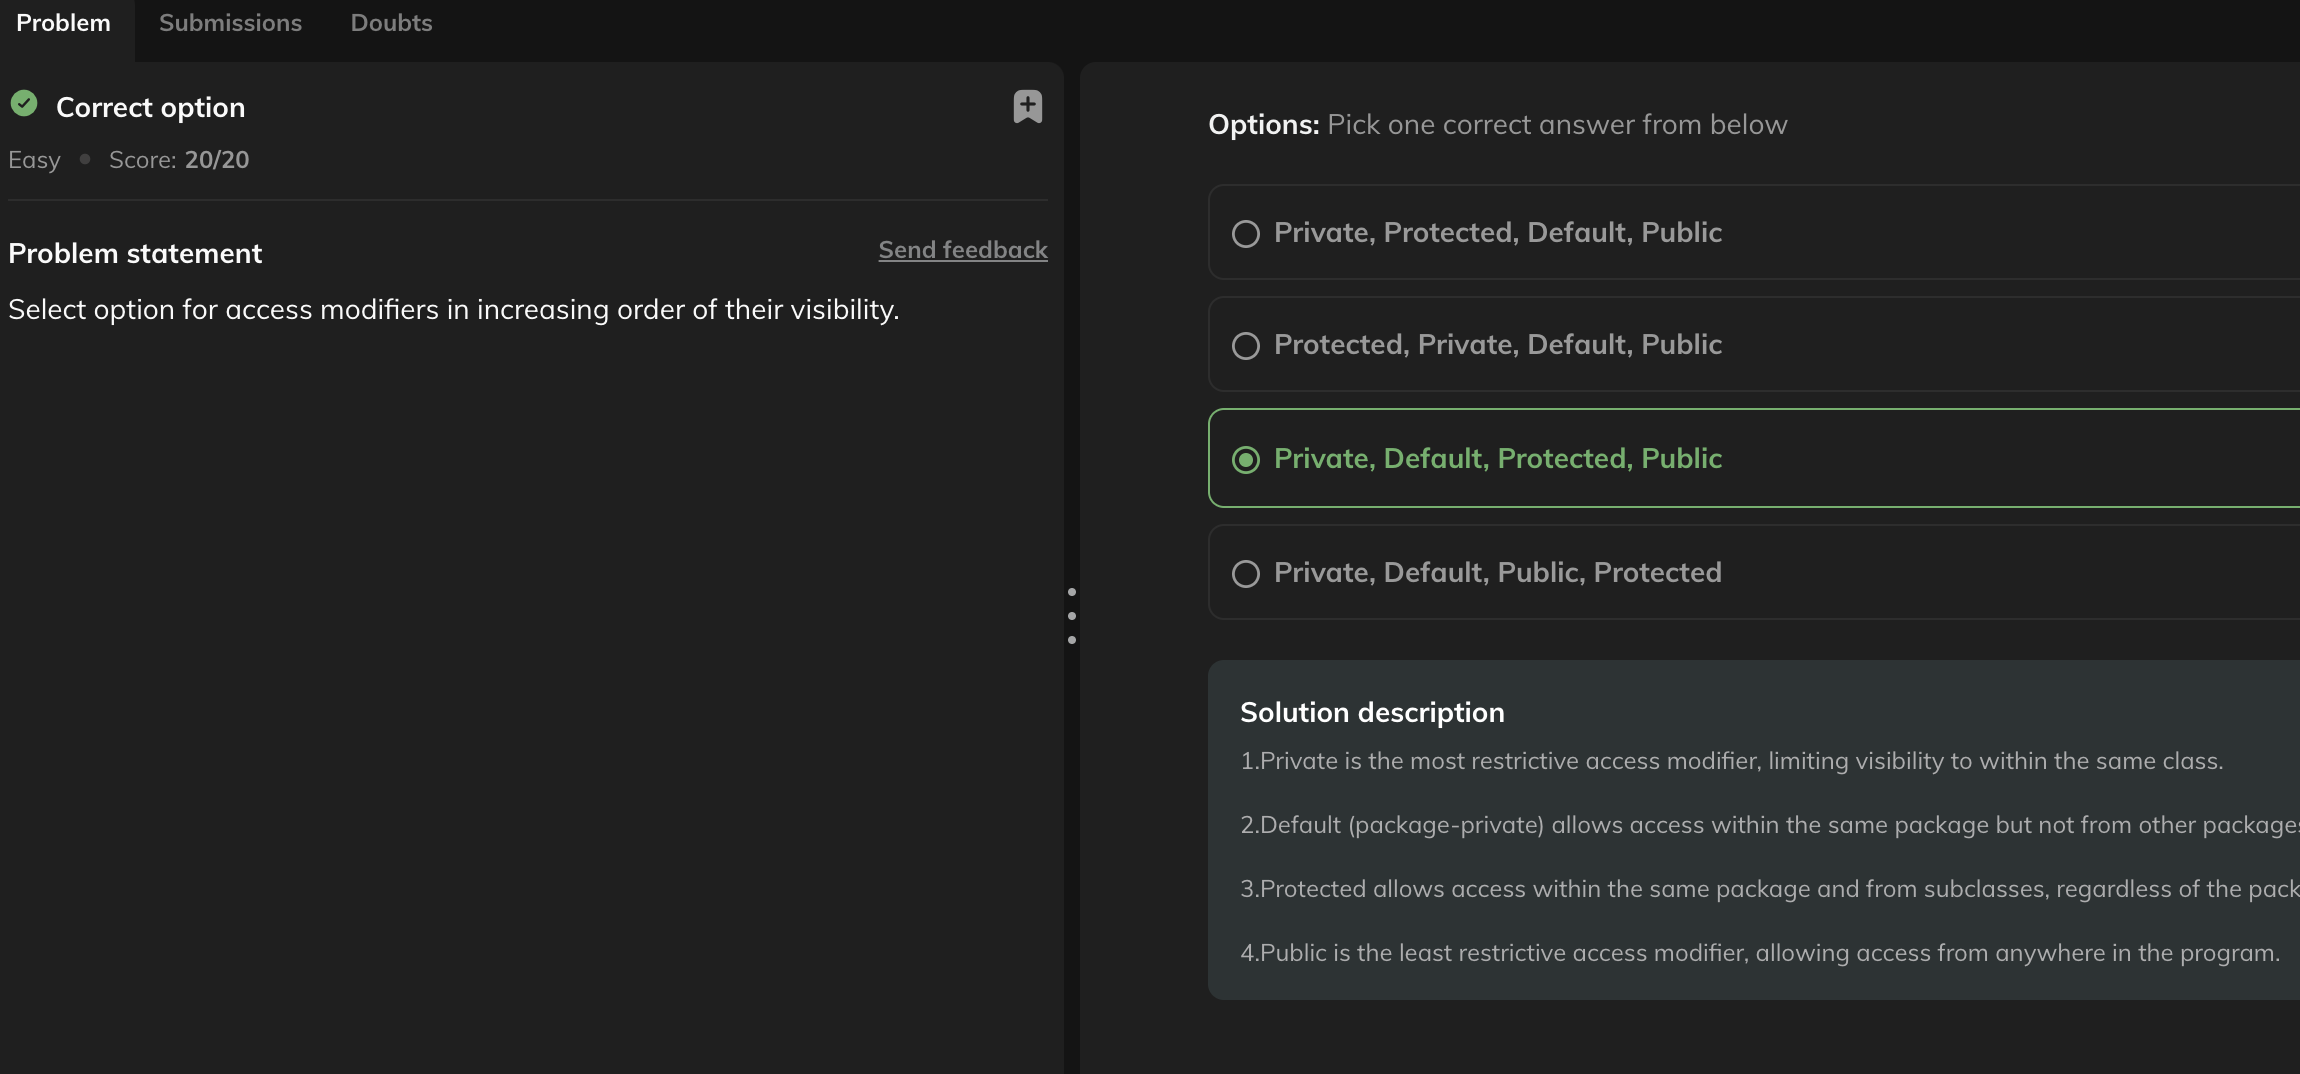 Problem Submissions Doubts
Correct option
Easy Score: 20/20
Problem statement Send feedback
Select option for access modifiers in increasing order of their visibility.
Options: Pick one correct answer from below
Private, Protected, Default, Public
Protected, Private, Default, Public
Private, Default, Protected, Public
Private, Default, Public, Protected
Solution description
1.Private is the most restrictive access modifier, limiting visibility to within the same class.
2.Default (package-private) allows access within the same package but not from other packages
3.Protected allows access within the same package and from subclasses, regardless of the pack
4.Public is the least restrictive access modifier, allowing access from anywhere in the program.